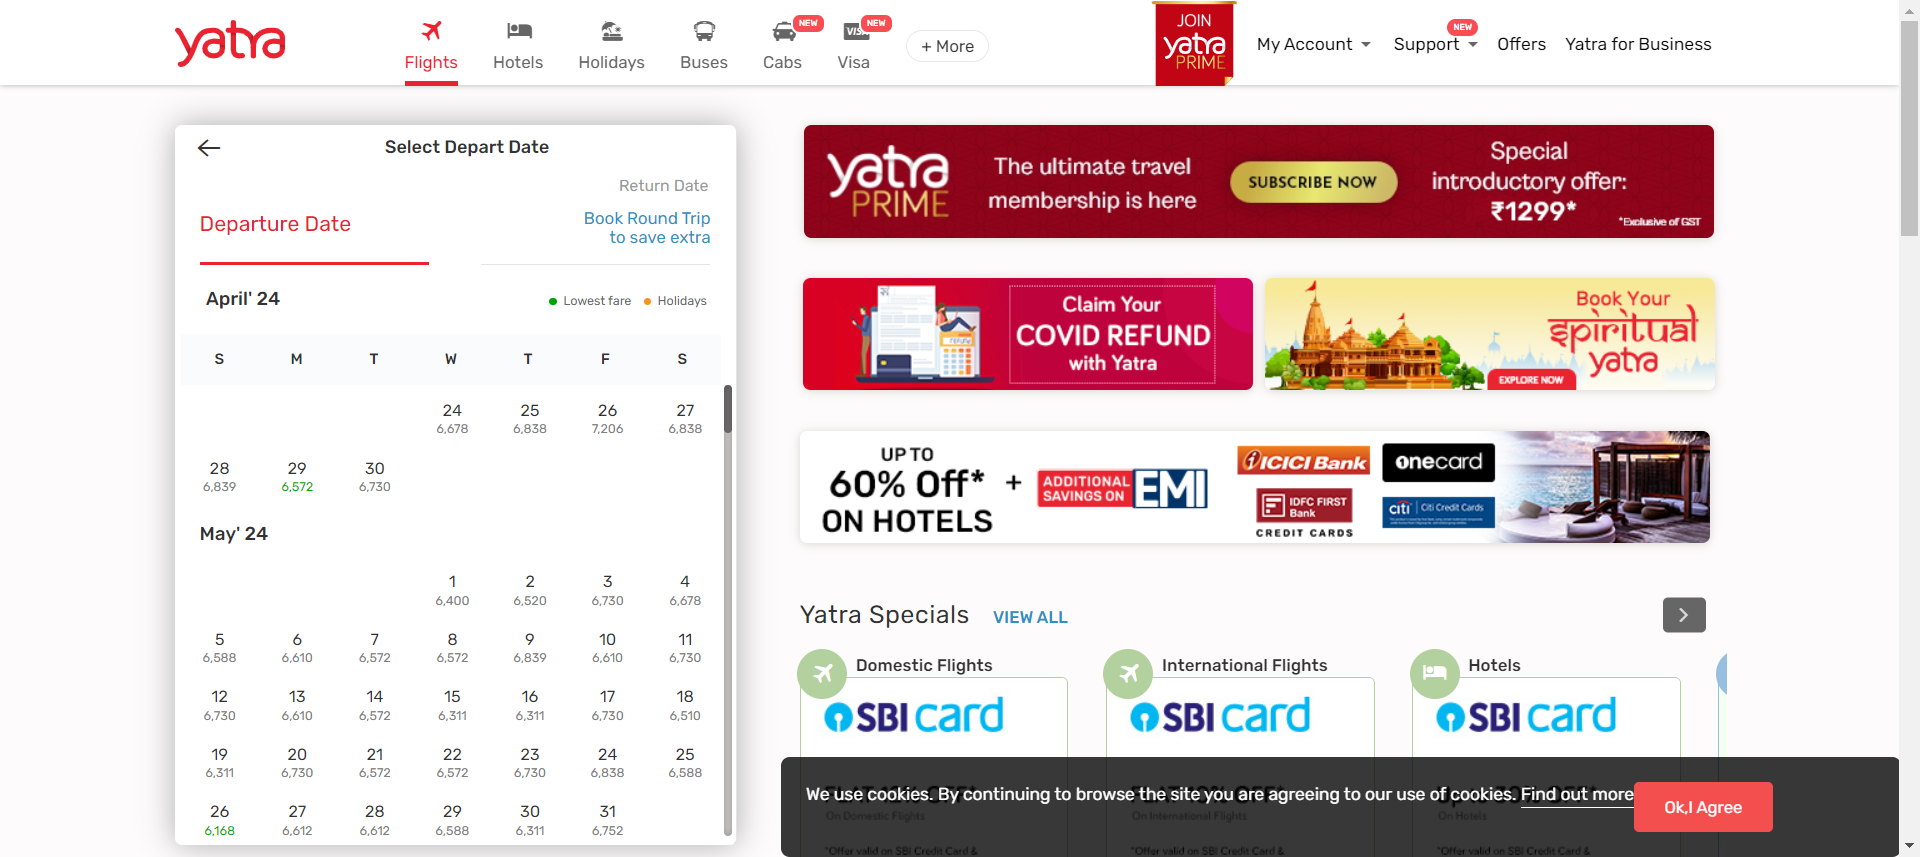 yatra
Flights
Hotels
Holidays
Buses
NEW
Cabs
NEW
VISA
Visa
+ More
JOIN
yatra
PRIME
My Account
NEW
Support
Offers
Yatra for Business
Select Depart Date
Return Date
Departure Date
Book Round Trip
to save extra
April' 24
Lowest fare
Holidays
S M T W T F S
24 25 26 27
6,678 6,838 7,206 6,838
28 29 30
6,839 6,572 6,730
May' 24
1 2 3 4
6,400 6,520 6,730 6,678
5 6 7 8 9 10 11
6,588 6,610 6,572 6,572 6,839 6,610 6,730
12 13 14 15 16 17 18
6,730 6,610 6,572 6,311 6,311 6,730 6,510
19 20 21 22 23 24 25
6,311 6,730 6,572 6,572 6,730 6,838 6,588
26 27 28 29 30 31
6,168 6,612 6,612 6,588 6,311 6,752
yatra
PRIME
The ultimate travel
membership is here
SUBSCRIBE NOW
Special
introductory offer:
₹1299*
*Exclusive of GST
REFUND
Claim Your
COVID REFUND
with Yatra
Book Your
spiritual
yatra
EXPLORE NOW
UP TO
60% Off*
ON HOTELS
+
ADDITIONAL
SAVINGS ON
EMI
ICICI Bank
onecard
IDFC FIRST
Bank
CREDIT CARDS
citi
Citi Credit Cards
Yatra Specials
VIEW ALL
Domestic Flights
SBI card
FLAT 12% OFF*
On Domestic Flights
*Offer valid on SBI Credit Card &
International Flights
SBI card
FLAT 10% OFF*
On International Flights
*Offer valid on SBI Credit Card &
Hotels
SBI card
On Hotels
*Offer valid on SBI Credit Card &
We use cookies. By continuing to browse the site you are agreeing to our use of cookies. Find out more
Ok,I Agree